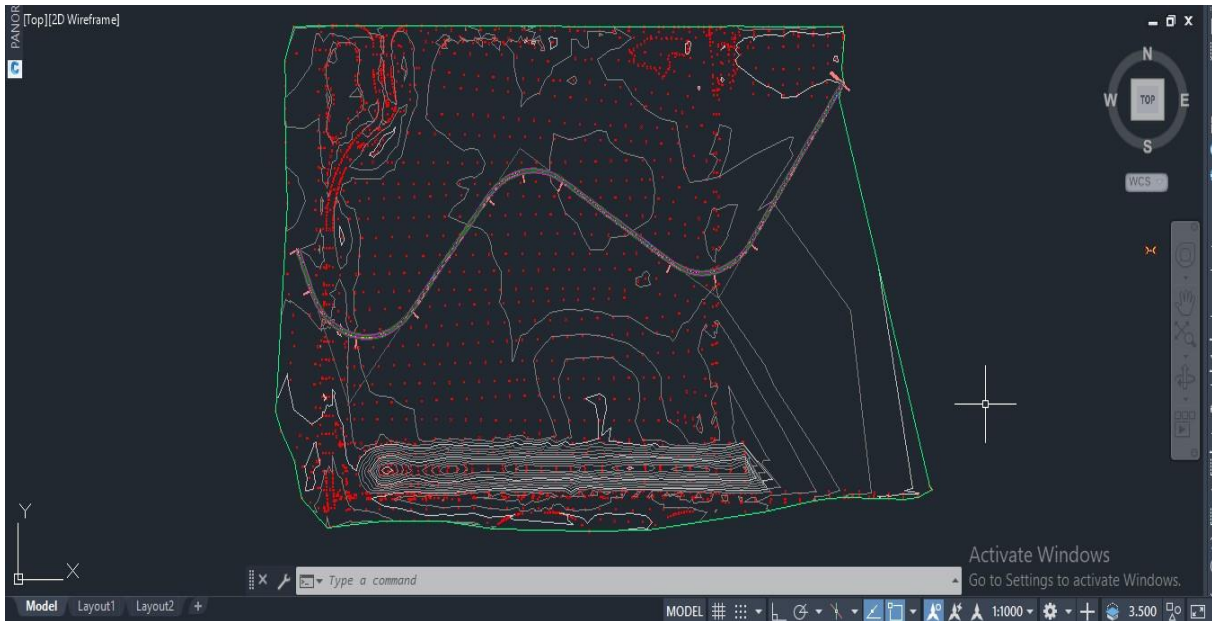 PANOR
[Top][2D Wireframe]
C
N
W TOP E
S
WCS
Y
X
Activate Windows
Go to Settings to activate Windows.
Type a command
Model Layout1 Layout2 +
MODEL 1:1000 3.500